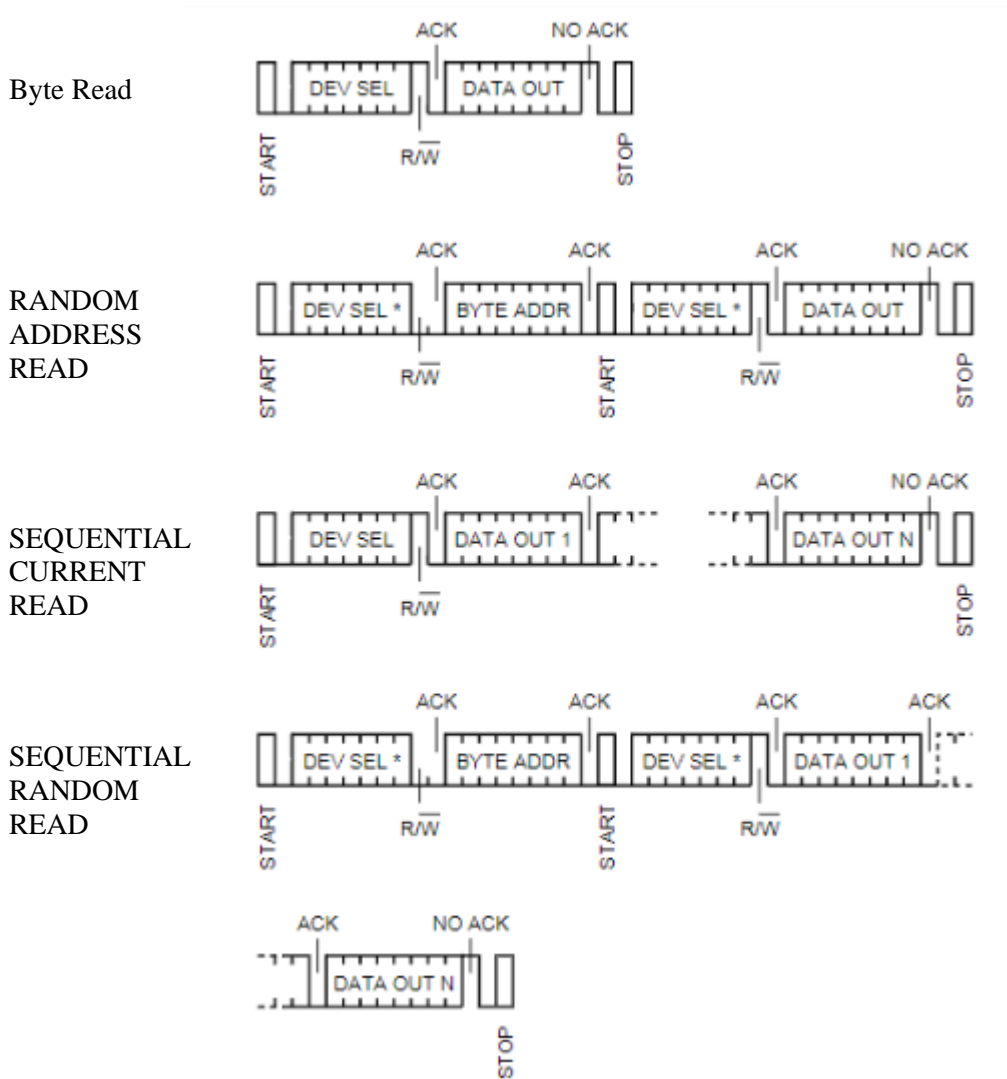 ACK NO ACK
Byte Read DEV SEL DATA OUT
START R/W STOP
ACK ACK ACK NO ACK
RANDOM
ADDRESS
READ
DEV SEL * BYTE ADDR DEV SEL * DATA OUT
START R/W START R/W STOP
ACK ACK ACK NO ACK
SEQUENTIAL
CURRENT
READ
DEV SEL DATA OUT 1 DATA OUT N
START R/W STOP
ACK ACK ACK ACK
SEQUENTIAL
RANDOM
READ
DEV SEL * BYTE ADDR DEV SEL * DATA OUT 1
START R/W START R/W
ACK NO ACK
DATA OUT N
STOP